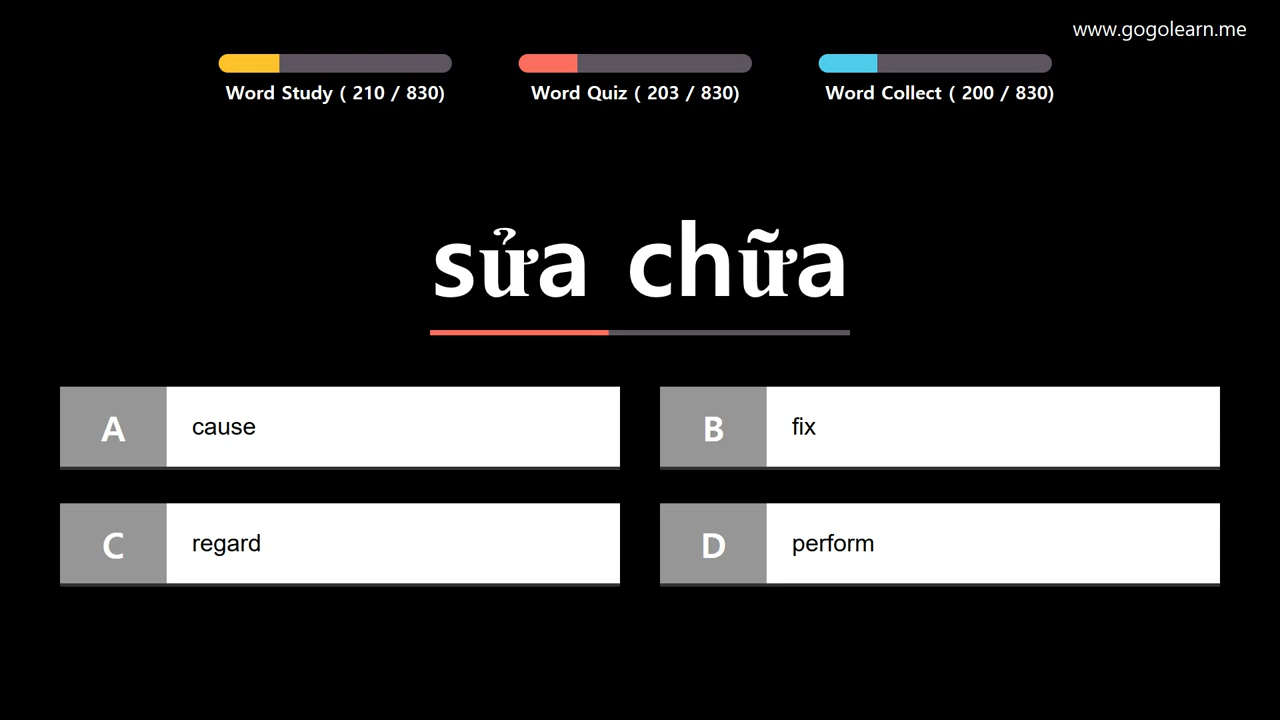 www.gogolearn.me
Word Study ( 210 / 830)
Word Quiz ( 203 / 830)
Word Collect ( 200 / 830)
sửa chữa
A cause
B fix
C regard
D perform